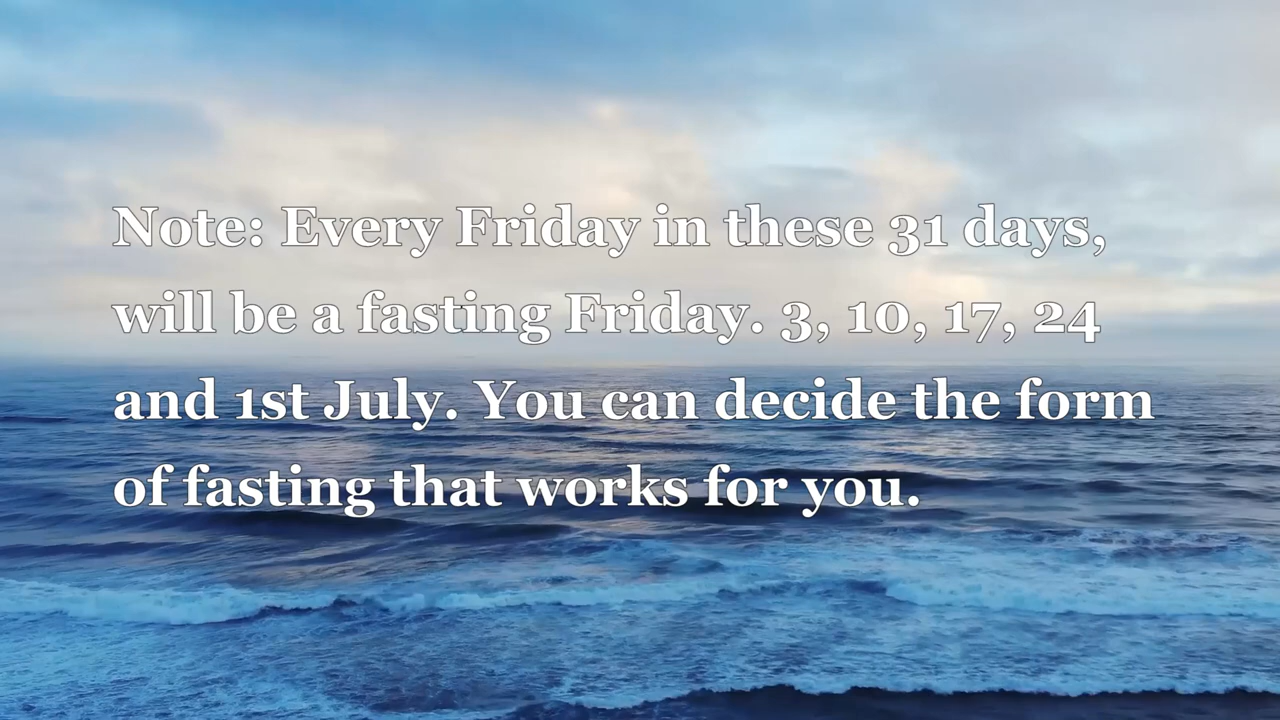 Note: Every Friday in these 31 days,
will be a fasting Friday. 3, 10, 17, 24
and 1st July. You can decide the form
of fasting that works for you.